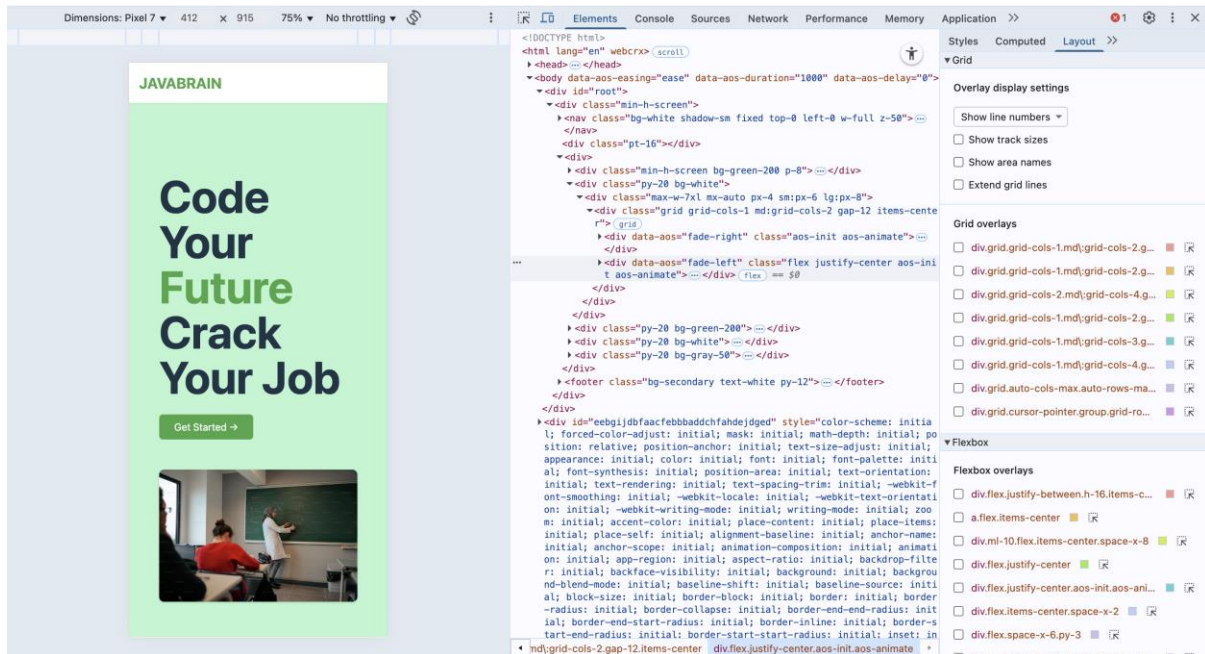 Dimensions: Pixel 7 ▼ 412 x 915 75% ▼ No throttling ▼
Elements Console Sources Network Performance Memory Application >> 1
JAVABRAIN
Code
Your
Future
Crack
Your Job
Get Started →
<!DOCTYPE html>
<html lang="en" webcrx> scroll
▶<head>⋯</head>
▼<body data-aos-easing="ease" data-aos-duration="1000" data-aos-delay="0">
▼<div id="root">
▼<div class="min-h-screen">
▶<nav class="bg-white shadow-sm fixed top-0 left-0 w-full z-50">⋯
</nav>
<div class="pt-16"></div>
▼<div>
▶<div class="min-h-screen bg-green-200 p-8">⋯</div>
▼<div class="py-20 bg-white">
▼<div class="max-w-7xl mx-auto px-4 sm:px-6 lg:px-8">
▼<div class="grid grid-cols-1 md:grid-cols-2 gap-12 items-cente
r"> grid
▶<div data-aos="fade-right" class="aos-init aos-animate">⋯
</div>
▶<div data-aos="fade-left" class="flex justify-center aos-ini
t aos-animate">⋯</div> flex == $0
</div>
</div>
</div>
▶<div class="py-20 bg-green-200">⋯</div>
▶<div class="py-20 bg-white">⋯</div>
▶<div class="py-20 bg-gray-50">⋯</div>
</div>
▶<footer class="bg-secondary text-white py-12">⋯</footer>
</div>
</div>
▶<div id="eebgijdbfaacfebbbaddchfahdejdged" style="color-scheme: initia
l; forced-color-adjust: initial; mask: initial; math-depth: initial; po
sition: relative; position-anchor: initial; text-size-adjust: initial;
appearance: initial; color: initial; font: initial; font-palette: initi
al; font-synthesis: initial; position-area: initial; text-orientation:
initial; text-rendering: initial; text-spacing-trim: initial; -webkit-f
ont-smoothing: initial; -webkit-locale: initial; -webkit-text-orientati
on: initial; -webkit-writing-mode: initial; writing-mode: initial; zoo
m: initial; accent-color: initial; place-content: initial; place-items:
initial; place-self: initial; alignment-baseline: initial; anchor-name:
initial; anchor-scope: initial; animation-composition: initial; animati
on: initial; app-region: initial; aspect-ratio: initial; backdrop-filte
r: initial; backface-visibility: initial; background: initial; backgrou
nd-blend-mode: initial; baseline-shift: initial; baseline-source: initi
al; block-size: initial; border-block: initial; border: initial; border
-radius: initial; border-collapse: initial; border-end-end-radius: init
ial; border-end-start-radius: initial; border-inline: initial; border-s
tart-end-radius: initial; border-start-start-radius: initial; inset: in
nd\:grid-cols-2.gap-12.items-center div.flex.justify-center.aos-init.aos-animate
Styles Computed Layout >>
▼Grid
Overlay display settings
Show line numbers
Show track sizes
Show area names
Extend grid lines
Grid overlays
div.grid.grid-cols-1.md\:grid-cols-2.g...
div.grid.grid-cols-1.md\:grid-cols-2.g...
div.grid.grid-cols-2.md\:grid-cols-4.g...
div.grid.grid-cols-1.md\:grid-cols-2.g...
div.grid.grid-cols-1.md\:grid-cols-3.g...
div.grid.grid-cols-1.md\:grid-cols-4.g...
div.grid.auto-cols-max.auto-rows-ma...
div.grid.cursor-pointer.group.grid-ro...
▼Flexbox
Flexbox overlays
div.flex.justify-between.h-16.items-c...
a.flex.items-center
div.ml-10.flex.items-center.space-x-8
div.flex.justify-center
div.flex.justify-center.aos-init.aos-ani...
div.flex.items-center.space-x-2
div.flex.space-x-6.py-3